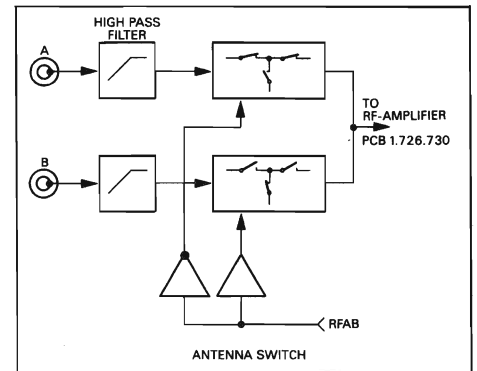 HIGH PASS
FILTER
A
TO
RF-AMPLIFIER
PCB 1.726.730
B
RFAB
ANTENNA SWITCH